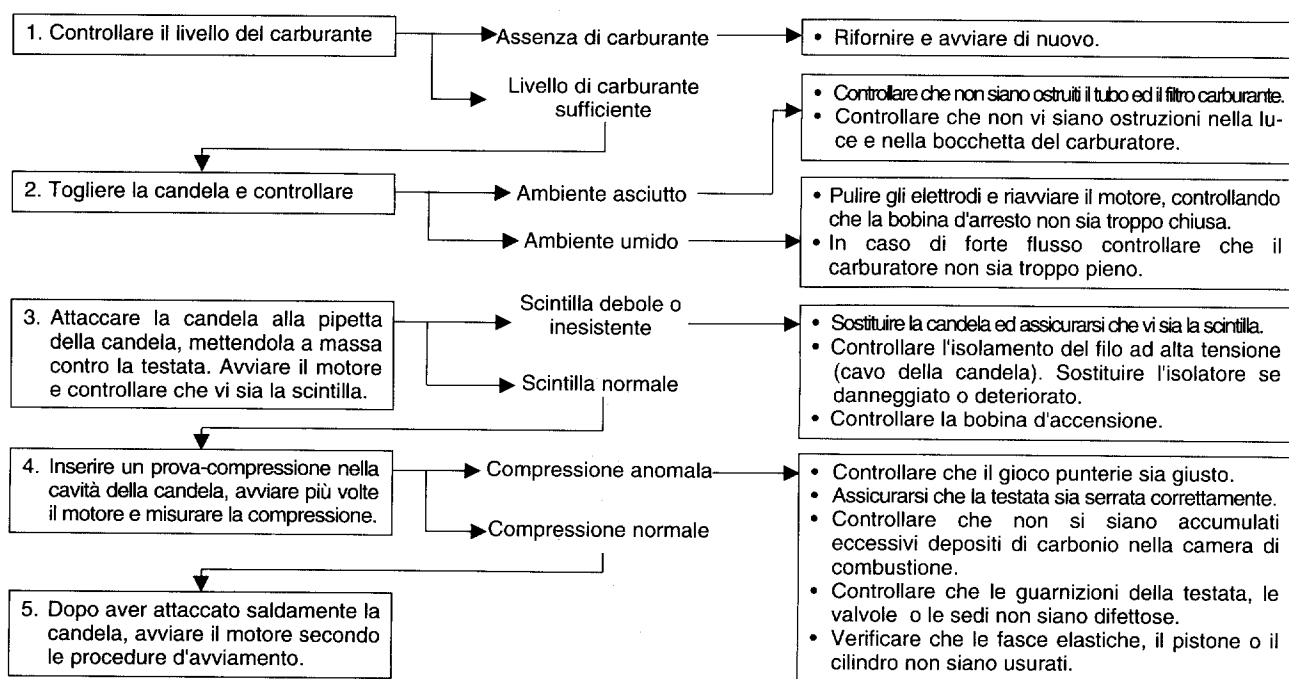 1. Controllare il livello del carburante
Assenza di carburante
• Rifornire e avviare di nuovo.
Livello di carburante
sufficiente
• Controllare che non siano ostruiti il tubo ed il filtro carburante.
• Controllare che non vi siano ostruzioni nella lu-
ce e nella bocchetta del carburatore.
2. Togliere la candela e controllare
Ambiente asciutto
Ambiente umido
• Pulire gli elettrodi e riavviare il motore, controllando
che la bobina d'arresto non sia troppo chiusa.
• In caso di forte flusso controllare che il
carburatore non sia troppo pieno.
3. Attaccare la candela alla pipetta
della candela, mettendola a massa
contro la testata. Avviare il motore
e controllare che vi sia la scintilla.
Scintilla debole o
inesistente
Scintilla normale
• Sostituire la candela ed assicurarsi che vi sia la scintilla.
• Controllare l'isolamento del filo ad alta tensione
(cavo della candela). Sostituire l'isolatore se
danneggiato o deteriorato.
• Controllare la bobina d'accensione.
4. Inserire un prova-compressione nella
cavità della candela, avviare più volte
il motore e misurare la compressione.
Compressione anomala
Compressione normale
• Controllare che il gioco punterie sia giusto.
• Assicurarsi che la testata sia serrata correttamente.
• Controllare che non si siano accumulati
eccessivi depositi di carbonio nella camera di
combustione.
• Controllare che le guarnizioni della testata, le
valvole o le sedi non siano difettose.
• Verificare che le fasce elastiche, il pistone o il
cilindro non siano usurati.
5. Dopo aver attaccato saldamente la
candela, avviare il motore secondo
le procedure d'avviamento.